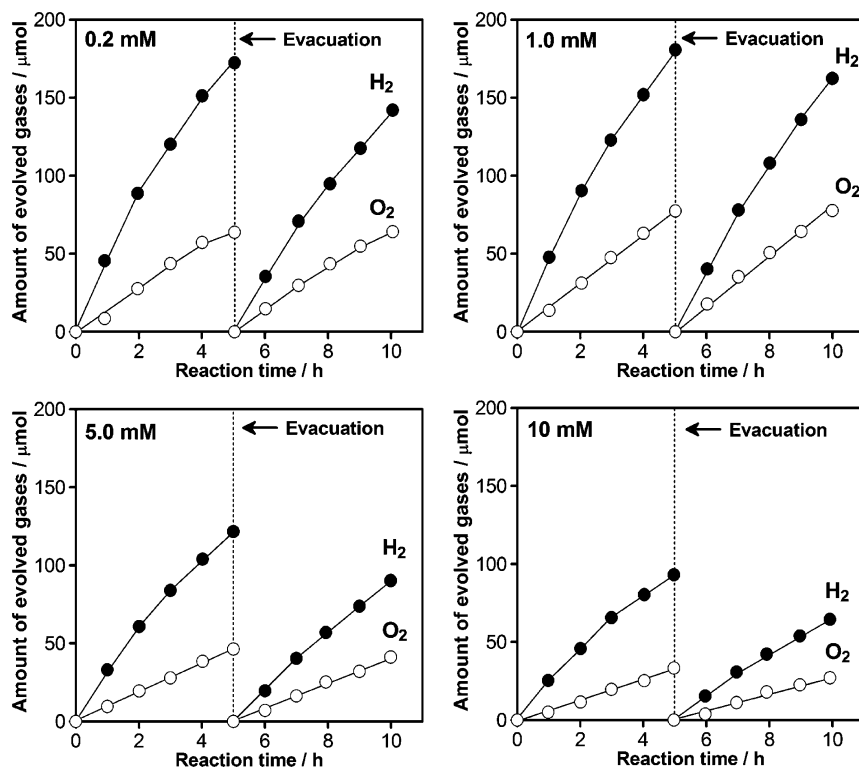 Amount of evolved gases / μmol
200
150
100
50
0
0.2 mM
Evacuation
H2
O2
0 2 4 6 8 10
Reaction time / h
Amount of evolved gases / μmol
200
150
100
50
0
1.0 mM
Evacuation
H2
O2
0 2 4 6 8 10
Reaction time / h
Amount of evolved gases / μmol
200
150
100
50
0
5.0 mM
Evacuation
H2
O2
0 2 4 6 8 10
Reaction time / h
Amount of evolved gases / μmol
200
150
100
50
0
10 mM
Evacuation
H2
O2
0 2 4 6 8 10
Reaction time / h